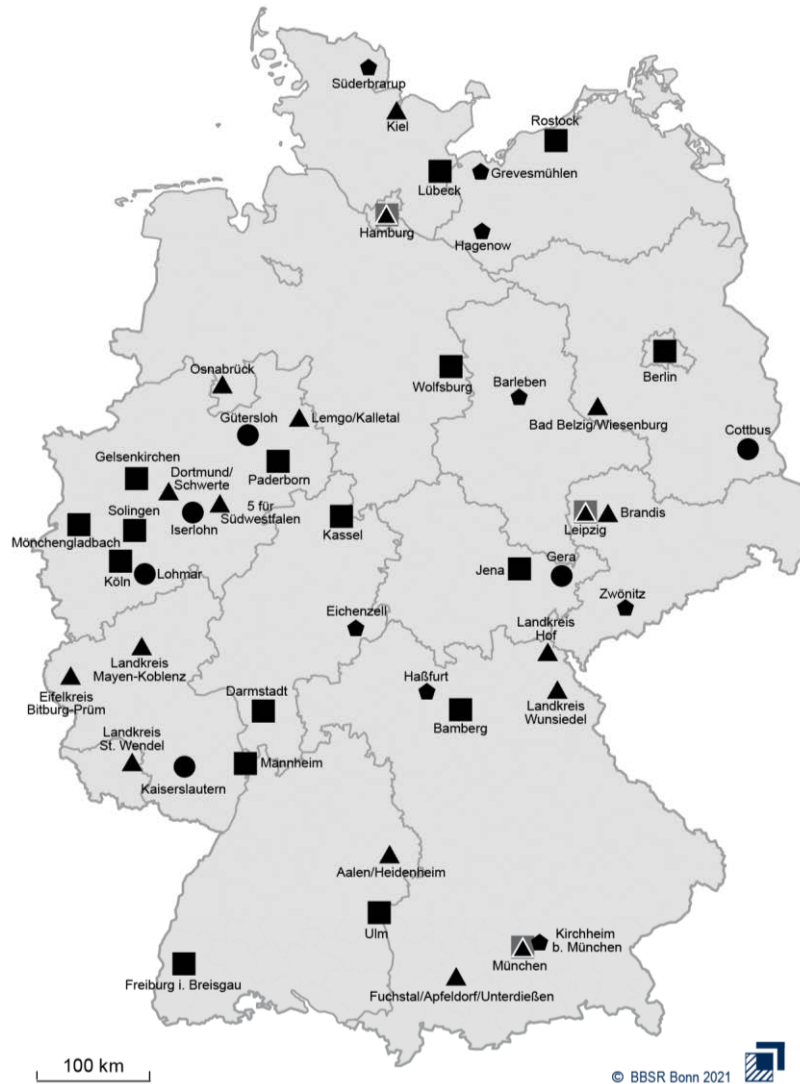 Süderbrarup
Kiel
Rostock
Lübeck
Grevesmühlen
Hamburg
Hagenow
Osnabrück
Wolfsburg
Barleben
Berlin
Gütersloh
Lemgo/Kalletal
Bad Belzig/Wiesenburg
Cottbus
Gelsenkirchen
Dortmund/
Schwerte
Paderborn
Solingen
5 für
Südwestfalen
Iserlohn
Kassel
Leipzig
Brandis
Mönchengladbach
Köln
Lohmar
Jena
Gera
Zwönitz
Eichenzell
Landkreis
Hof
Landkreis
Mayen-Koblenz
Eifelkreis
Bitburg-Prüm
Darmstadt
Haßfurt
Bamberg
Landkreis
Wunsiedel
Landkreis
St. Wendel
Mannheim
Kaiserslautern
Aalen/Heidenheim
Ulm
Kirchheim
b. München
München
Freiburg i. Breisgau
Fuchstal/Apfeldorf/Unterdießen
100 km
© BBSR Bonn 2021